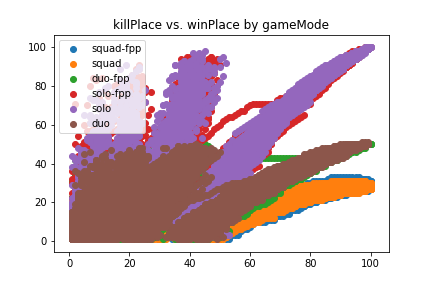 killPlace vs. winPlace by gameMode
100
80
60
40
20
0
squad-fpp
squad
duo-fpp
solo-fpp
solo
duo
0 20 40 60 80 100